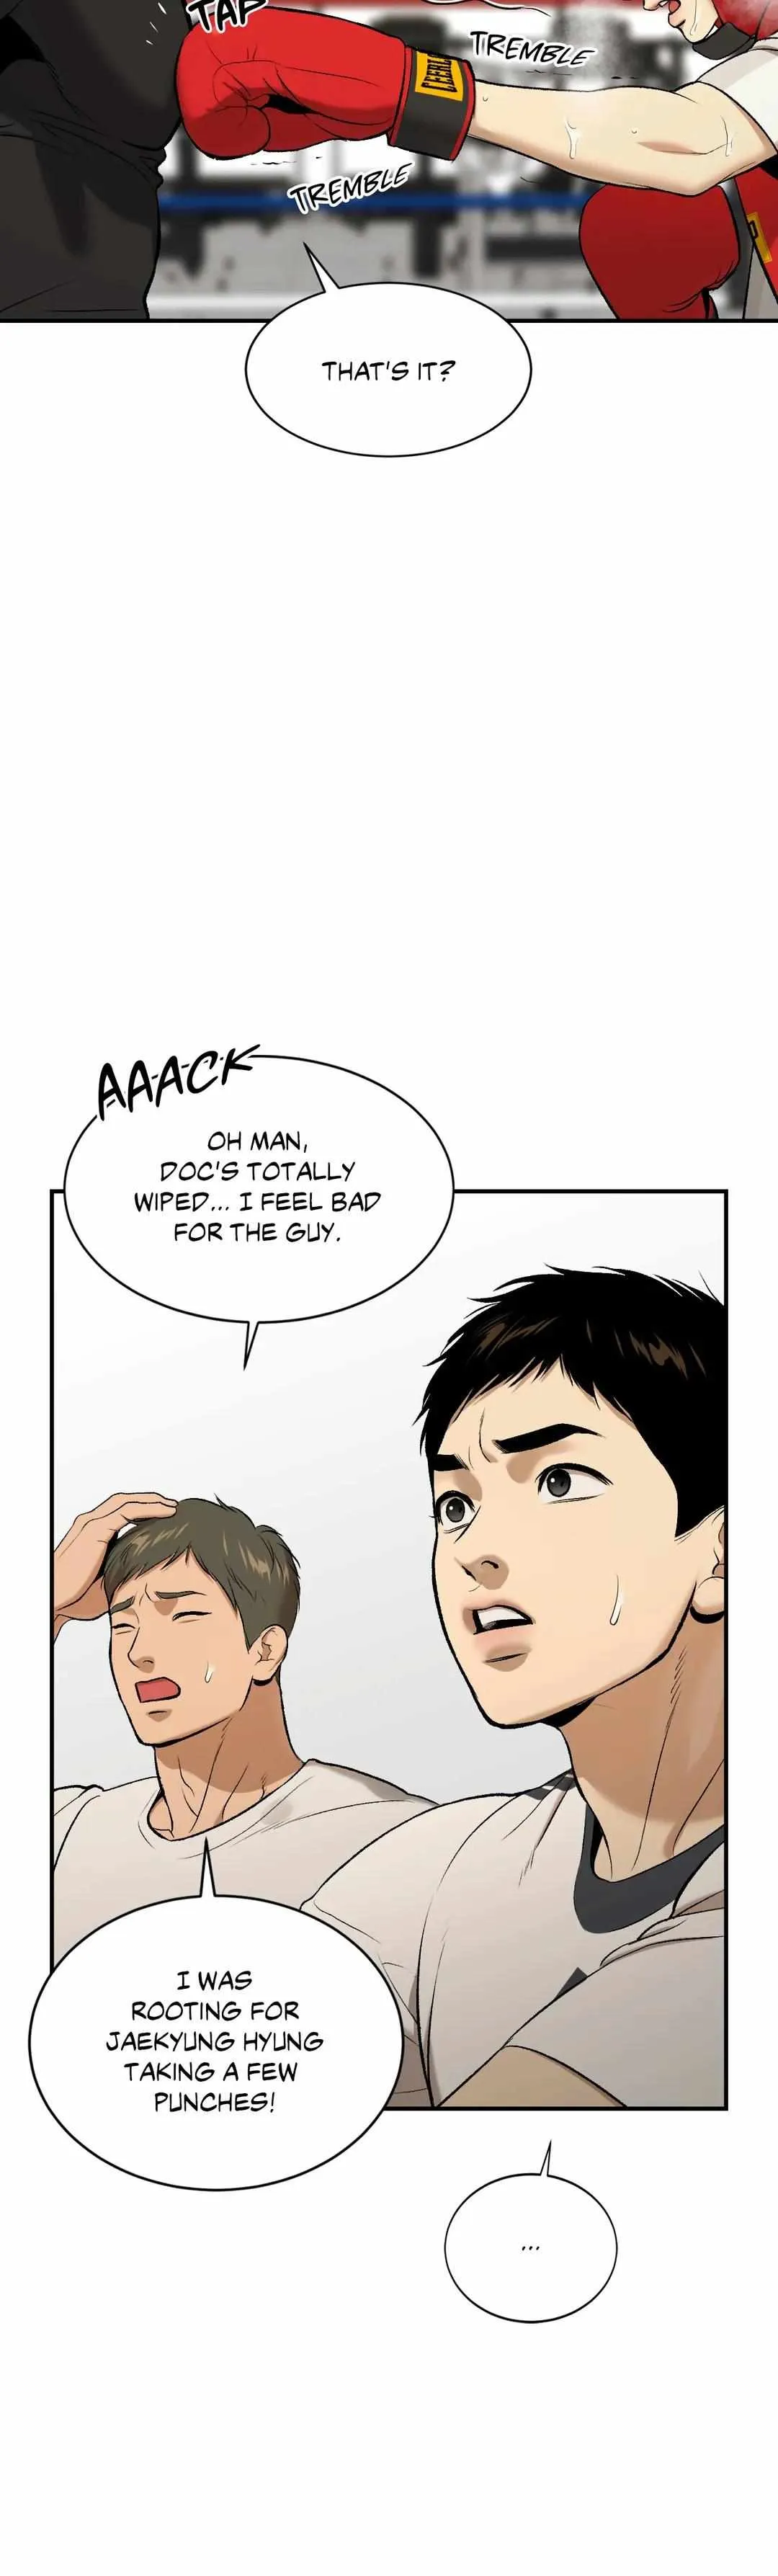 TAP
TREMBLE
TREMBLE
THAT'S IT?
AAACK
OH MAN,
DOC'S TOTALLY
WIPED... I FEEL BAD
FOR THE GUY.
I WAS
ROOTING FOR
JAEKYUNG HYUNG
TAKING A FEW
PUNCHES!
...